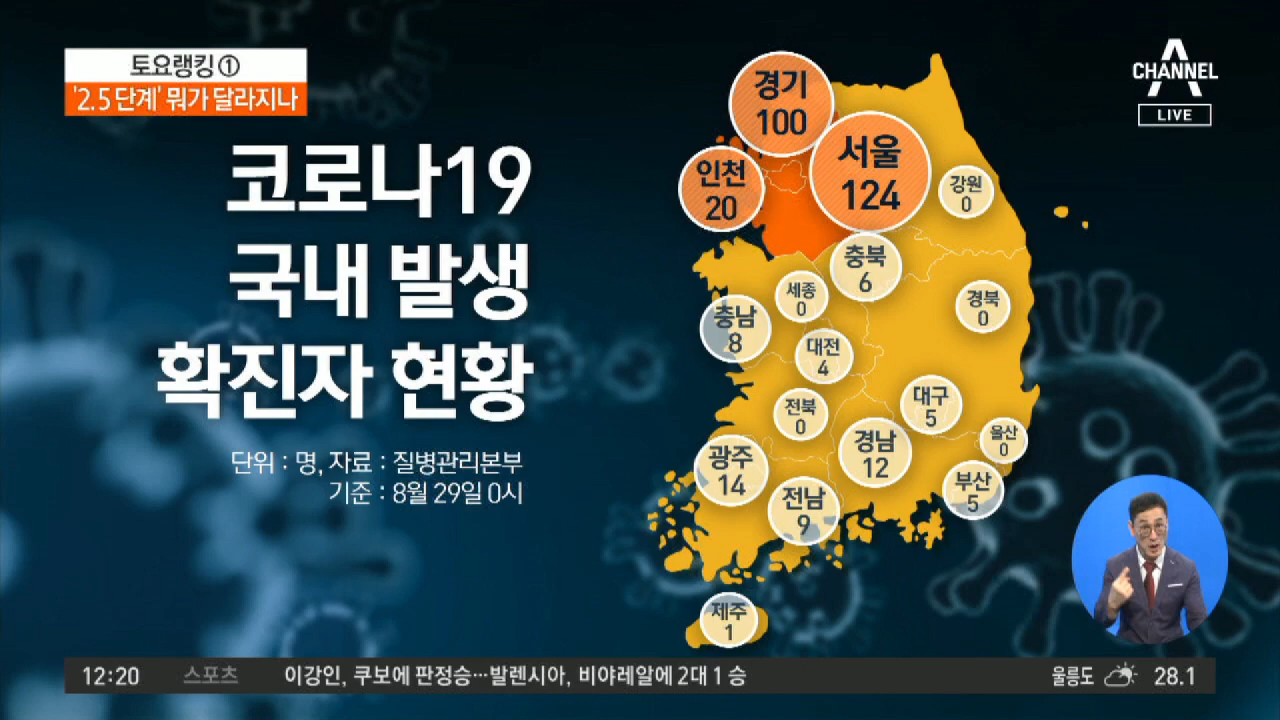 토요랭킹①
'2.5단계' 뭐가 달라지나
CHANNEL A
LIVE
코로나19
국내 발생
확진자 현황
단위 : 명, 자료 : 질병관리본부
기준 : 8월 29일 0시
경기
100
서울
124
인천
20
강원
0
충북
6
세종
0
경북
0
충남
8
대전
4
대구
5
전북
0
울산
0
경남
12
광주
14
부산
5
전남
9
제주
1
12:20 스포츠 이강인, 쿠보에 판정승…발렌시아, 비야레알에 2대 1 승 울릉도 28.1